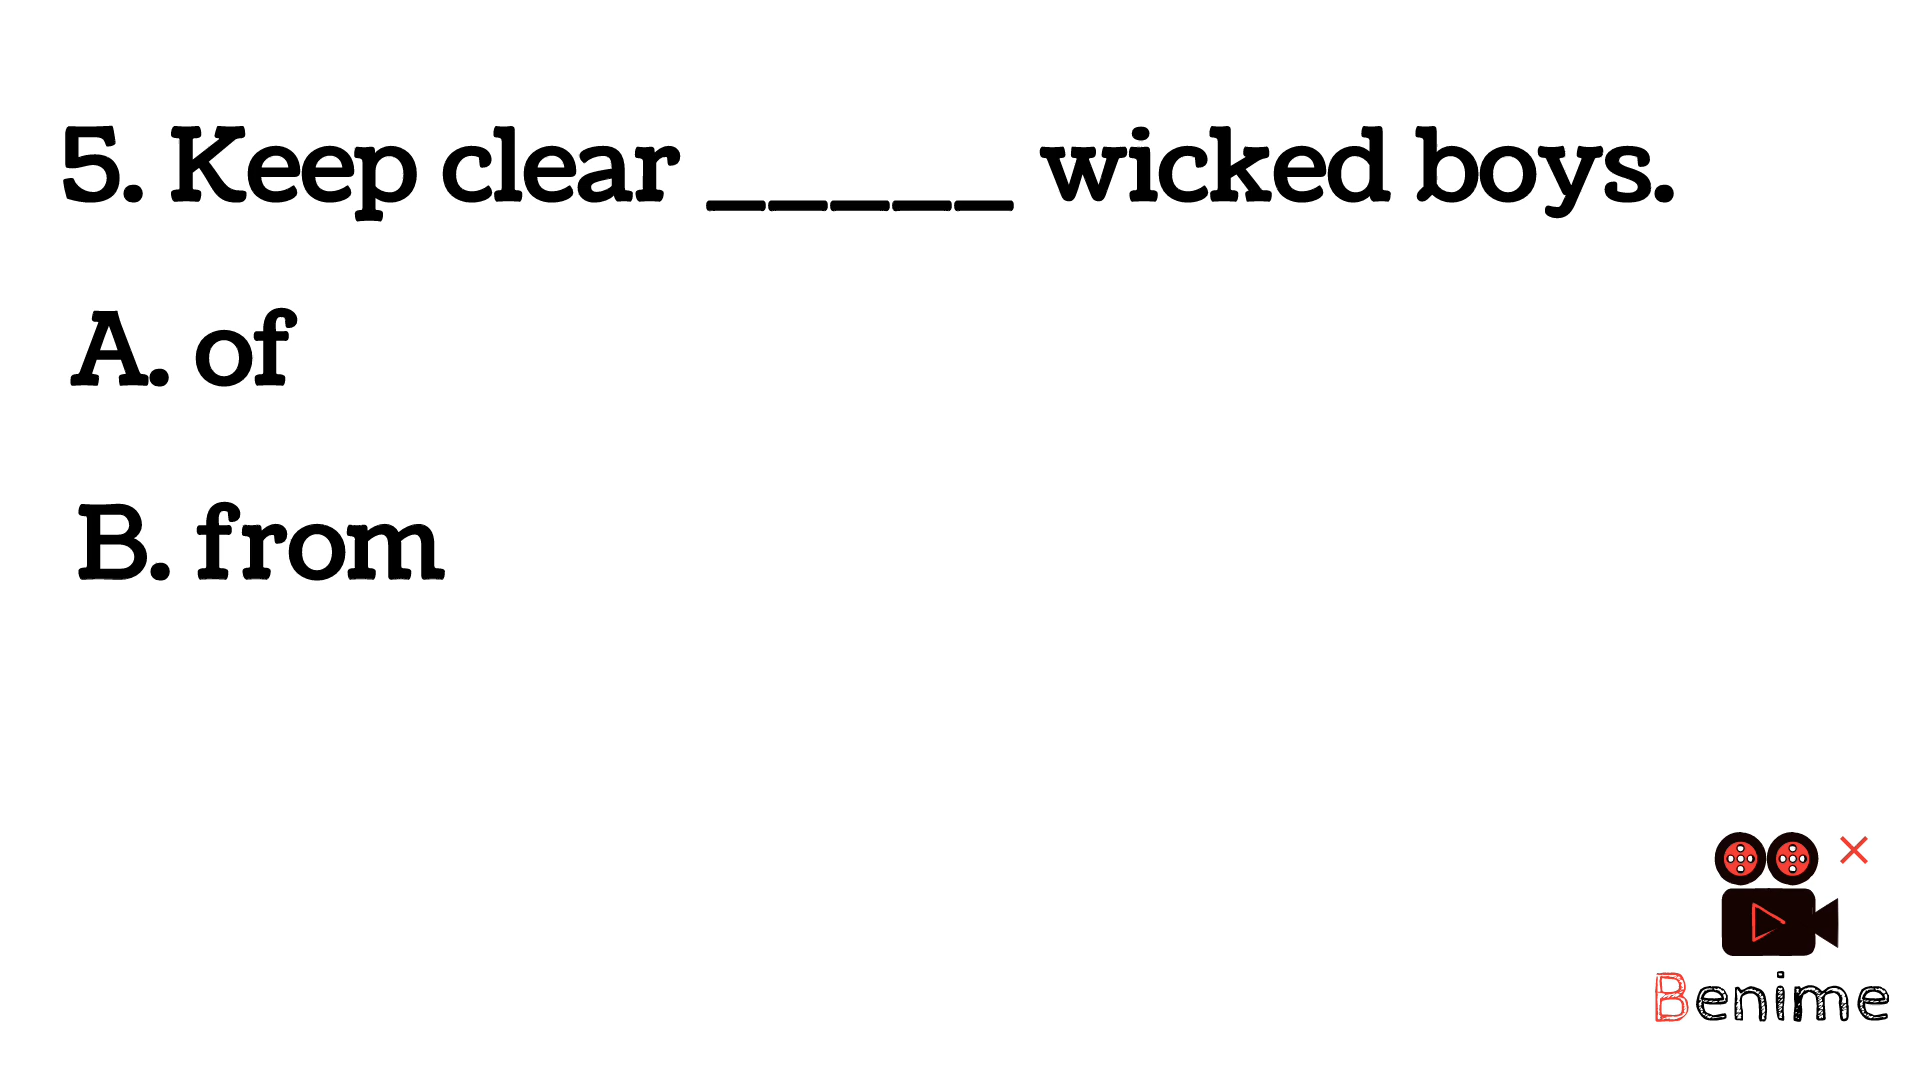 5. Keep clear _____ wicked boys.
A. of
B. from
Benime